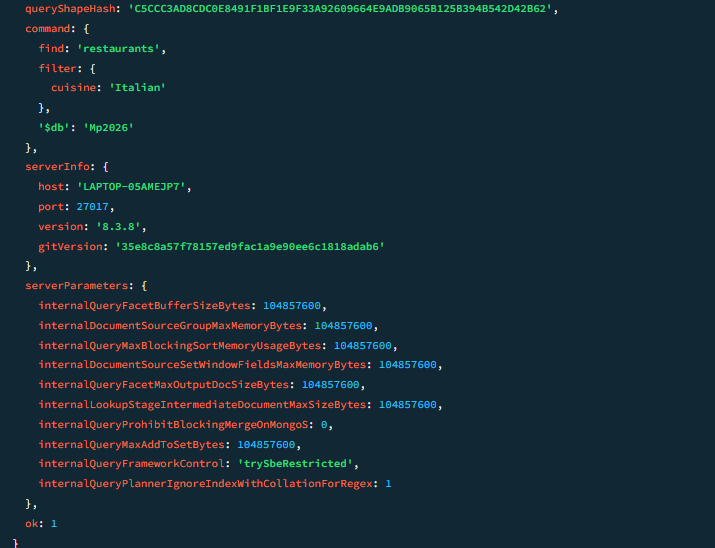 queryShapeHash: 'C5CCC3AD8CDC0E8491F1BF1E9F33A92609664E9ADB9065B125B394B542D42B62',
command: {
find: 'restaurants',
filter: {
cuisine: 'Italian'
},
'$db': 'Mp2026'
},
serverInfo: {
host: 'LAPTOP-05AMEJP7',
port: 27017,
version: '8.3.8',
gitVersion: '35e8c8a57f78157ed9fac1a9e90ee6c1818adab6'
},
serverParameters: {
internalQueryFacetBufferSizeBytes: 104857600,
internalDocumentSourceGroupMaxMemoryBytes: 104857600,
internalQueryMaxBlockingSortMemoryUsageBytes: 104857600,
internalDocumentSourceSetWindowFieldsMaxMemoryBytes: 104857600,
internalQueryFacetMaxOutputDocSizeBytes: 104857600,
internalLookupStageIntermediateDocumentMaxSizeBytes: 104857600,
internalQueryProhibitBlockingMergeOnMongoS: 0,
internalQueryMaxAddToSetBytes: 104857600,
internalQueryFrameworkControl: 'trySbeRestricted',
internalQueryPlannerIgnoreIndexWithCollationForRegex: 1
},
ok: 1
}